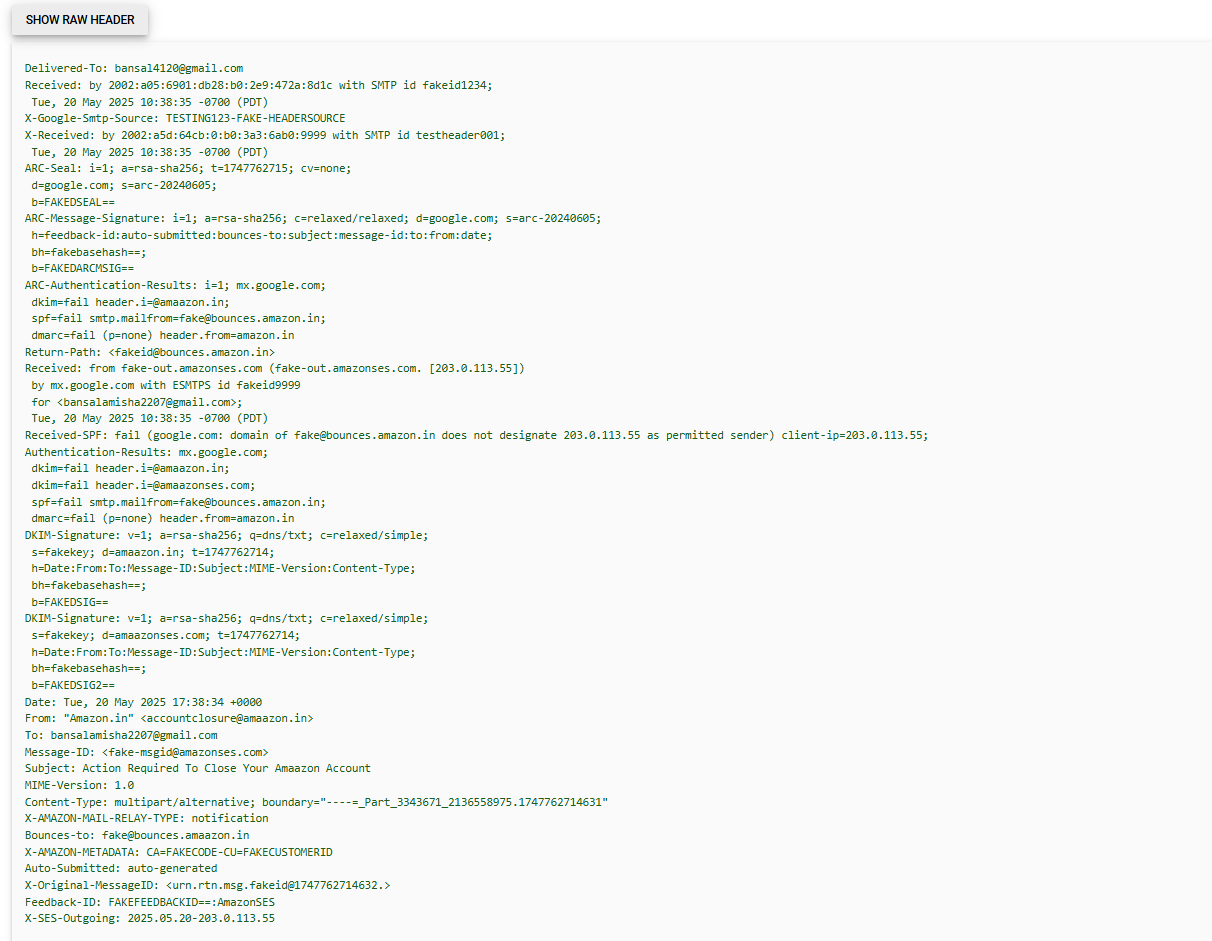 SHOW RAW HEADER
Delivered-To: bansal4120@gmail.com
Received: by 2002:a05:6901:db28:b0:2e9:472a:8d1c with SMTP id fakeid1234;
Tue, 20 May 2025 10:38:35 -0700 (PDT)
X-Google-Smtp-Source: TESTING123-FAKE-HEADERSOURCE
X-Received: by 2002:a5d:64cb:0:b0:3a3:6ab0:9999 with SMTP id testheader001;
Tue, 20 May 2025 10:38:35 -0700 (PDT)
ARC-Seal: i=1; a=rsa-sha256; t=1747762715; cv=none;
d=google.com; s=arc-20240605;
b=FAKEDSEAL==
ARC-Message-Signature: i=1; a=rsa-sha256; c=relaxed/relaxed; d=google.com; s=arc-20240605;
h=feedback-id:auto-submitted:bounces-to:subject:message-id:to:from:date;
bh=fakebasehash==;
b=FAKEDARCMSIG==
ARC-Authentication-Results: i=1; mx.google.com;
dkim=fail header.i=@amaazon.in;
spf=fail smtp.mailfrom=fake@bounces.amazon.in;
dmarc=fail (p=none) header.from=amazon.in
Return-Path: <fakeid@bounces.amazon.in>
Received: from fake-out.amazonses.com (fake-out.amazonses.com. [203.0.113.55])
by mx.google.com with ESMTPS id fakeid9999
for <bansalamisha2207@gmail.com>;
Tue, 20 May 2025 10:38:35 -0700 (PDT)
Received-SPF: fail (google.com: domain of fake@bounces.amazon.in does not designate 203.0.113.55 as permitted sender) client-ip=203.0.113.55;
Authentication-Results: mx.google.com;
dkim=fail header.i=@amaazon.in;
dkim=fail header.i=@amaazonses.com;
spf=fail smtp.mailfrom=fake@bounces.amazon.in;
dmarc=fail (p=none) header.from=amazon.in
DKIM-Signature: v=1; a=rsa-sha256; q=dns/txt; c=relaxed/simple;
s=fakekey; d=amaazon.in; t=1747762714;
h=Date:From:To:Message-ID:Subject:MIME-Version:Content-Type;
bh=fakebasehash==;
b=FAKEDSIG==
DKIM-Signature: v=1; a=rsa-sha256; q=dns/txt; c=relaxed/simple;
s=fakekey; d=amaazonses.com; t=1747762714;
h=Date:From:To:Message-ID:Subject:MIME-Version:Content-Type;
bh=fakebasehash==;
b=FAKEDSIG2==
Date: Tue, 20 May 2025 17:38:34 +0000
From: "Amazon.in" <accountclosure@amaazon.in>
To: bansalamisha2207@gmail.com
Message-ID: <fake-msgid@amazonses.com>
Subject: Action Required To Close Your Amaazon Account
MIME-Version: 1.0
Content-Type: multipart/alternative; boundary="----=_Part_3343671_2136558975.1747762714631"
X-AMAZON-MAIL-RELAY-TYPE: notification
Bounces-to: fake@bounces.amaazon.in
X-AMAZON-METADATA: CA=FAKECODE-CU=FAKECUSTOMERID
Auto-Submitted: auto-generated
X-Original-MessageID: <urn.rtn.msg.fakeid@1747762714632.>
Feedback-ID: FAKEFEEDBACKID==:AmazonSES
X-SES-Outgoing: 2025.05.20-203.0.113.55